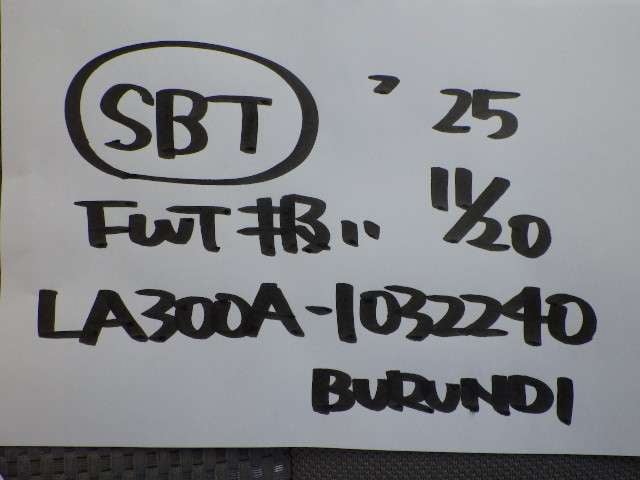 SBT '25
FWT 11/20
LA300A-1032240
BURUNDI